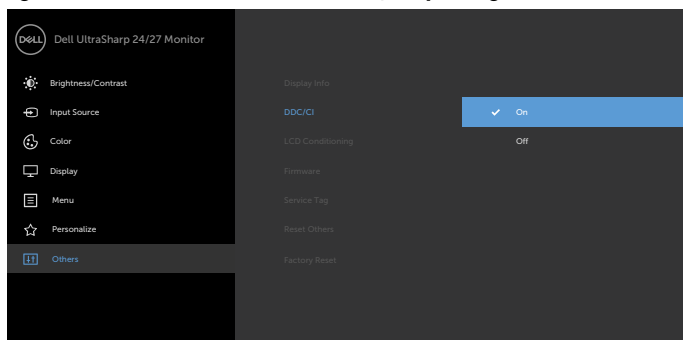 DELL Dell UltraSharp 24/27 Monitor
Brightness/Contrast
Display Info
Input Source
DDC/CI
On
Color
LCD Conditioning
Off
Display
Firmware
Menu
Service Tag
Personalize
Reset Others
Others
Factory Reset